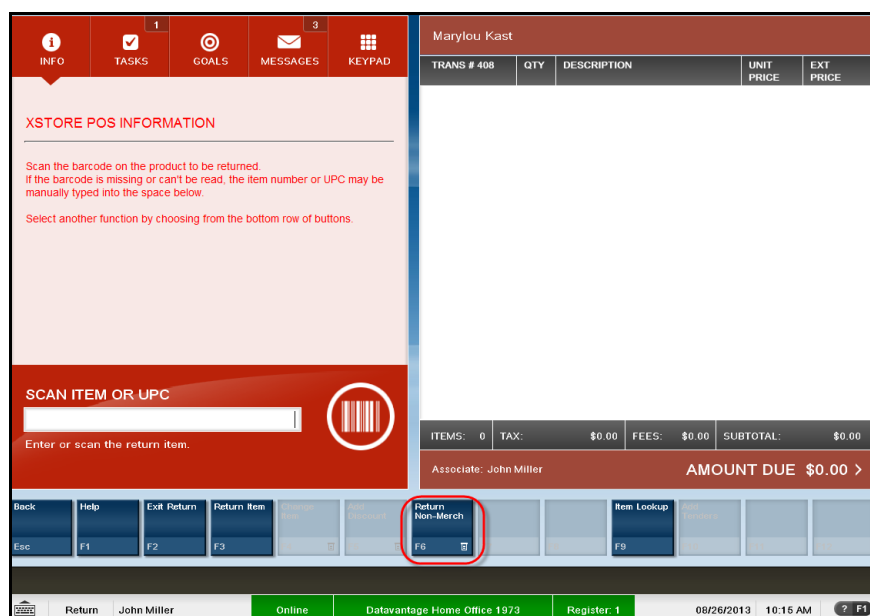 1
3
INFO TASKS GOALS MESSAGES KEYPAD
Marylou Kast
TRANS # 408 QTY DESCRIPTION UNIT PRICE EXT PRICE
XSTORE POS INFORMATION
Scan the barcode on the product to be returned.
If the barcode is missing or can't be read, the item number or UPC may be
manually typed into the space below.
Select another function by choosing from the bottom row of buttons.
SCAN ITEM OR UPC
Enter or scan the return item.
ITEMS: 0 TAX: $0.00 FEES: $0.00 SUBTOTAL: $0.00
Associate: John Miller AMOUNT DUE $0.00 >
Back Help Exit Return Return Item Change Item Add Discount Return Non-Merch Item Lookup
Esc F1 F2 F3 F6 F9
Return John Miller Online Datavantage Home Office 1973 Register: 1 08/26/2013 10:15 AM ? F1